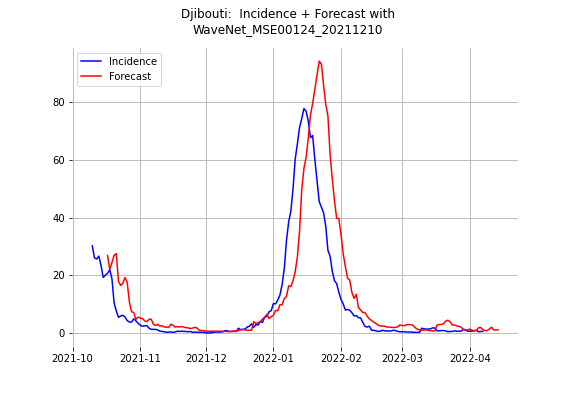 Djibouti:  Incidence + Forecast with
WaveNet_MSE00124_20211210
Incidence
Forecast
80
60
40
20
0
2021-10 2021-11 2021-12 2022-01 2022-02 2022-03 2022-04